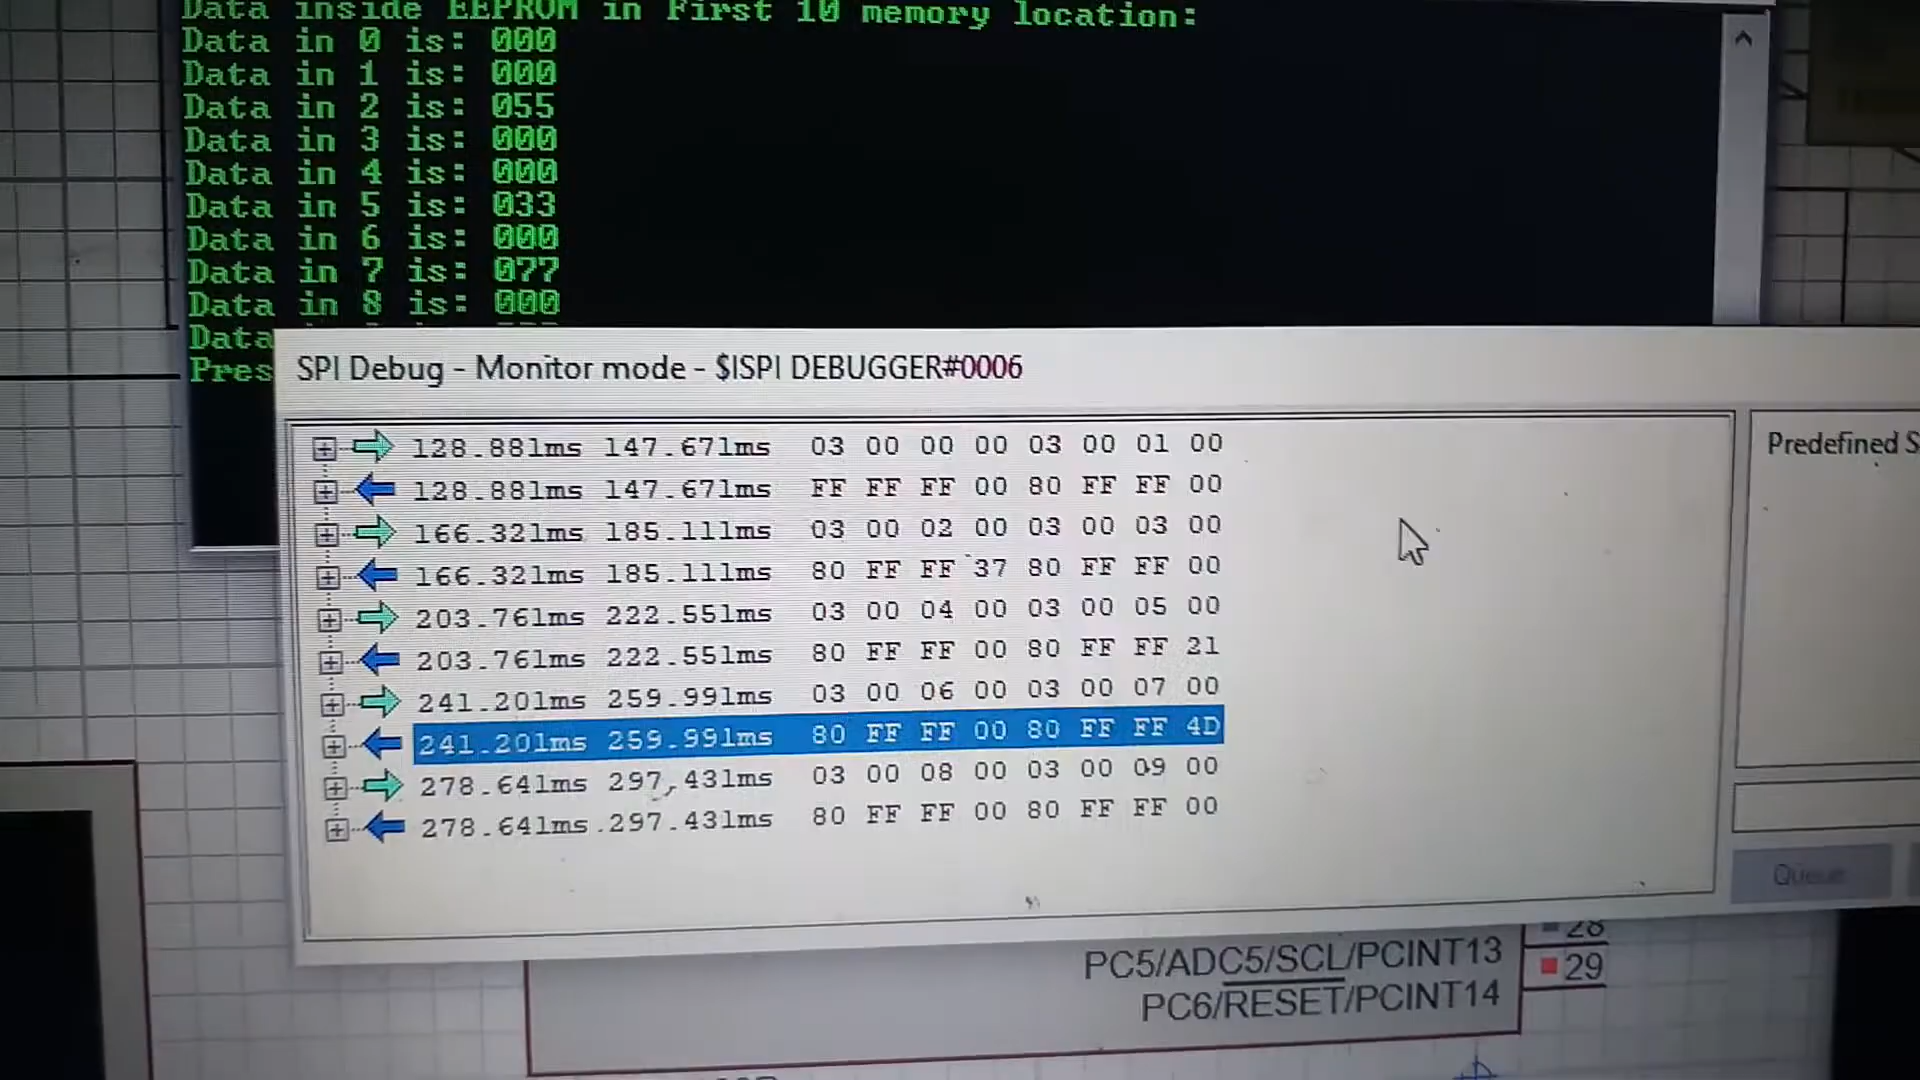 Data inside EEPROM in First 10 memory location:
Data in 0 is: 000
Data in 1 is: 000
Data in 2 is: 055
Data in 3 is: 000
Data in 4 is: 000
Data in 5 is: 033
Data in 6 is: 000
Data in 7 is: 077
Data in 8 is: 000
Data
Pres
SPI Debug - Monitor mode - $ISPI DEBUGGER#0006
128.881ms 147.671ms 03 00 00 00 03 00 01 00
128.881ms 147.671ms FF FF FF 00 80 FF FF 00
166.321ms 185.111ms 03 00 02 00 03 00 03 00
166.321ms 185.111ms 80 FF FF 37 80 FF FF 00
203.761ms 222.551ms 03 00 04 00 03 00 05 00
203.761ms 222.551ms 80 FF FF 00 80 FF FF 21
241.201ms 259.991ms 03 00 06 00 03 00 07 00
241.201ms 259.991ms 80 FF FF 00 80 FF FF 4D
278.641ms 297.431ms 03 00 08 00 03 00 09 00
278.641ms 297.431ms 80 FF FF 00 80 FF FF 00
Predefined S
Queue
28
PC5/ADC5/SCL/PCINT13 29
PC6/RESET/PCINT14